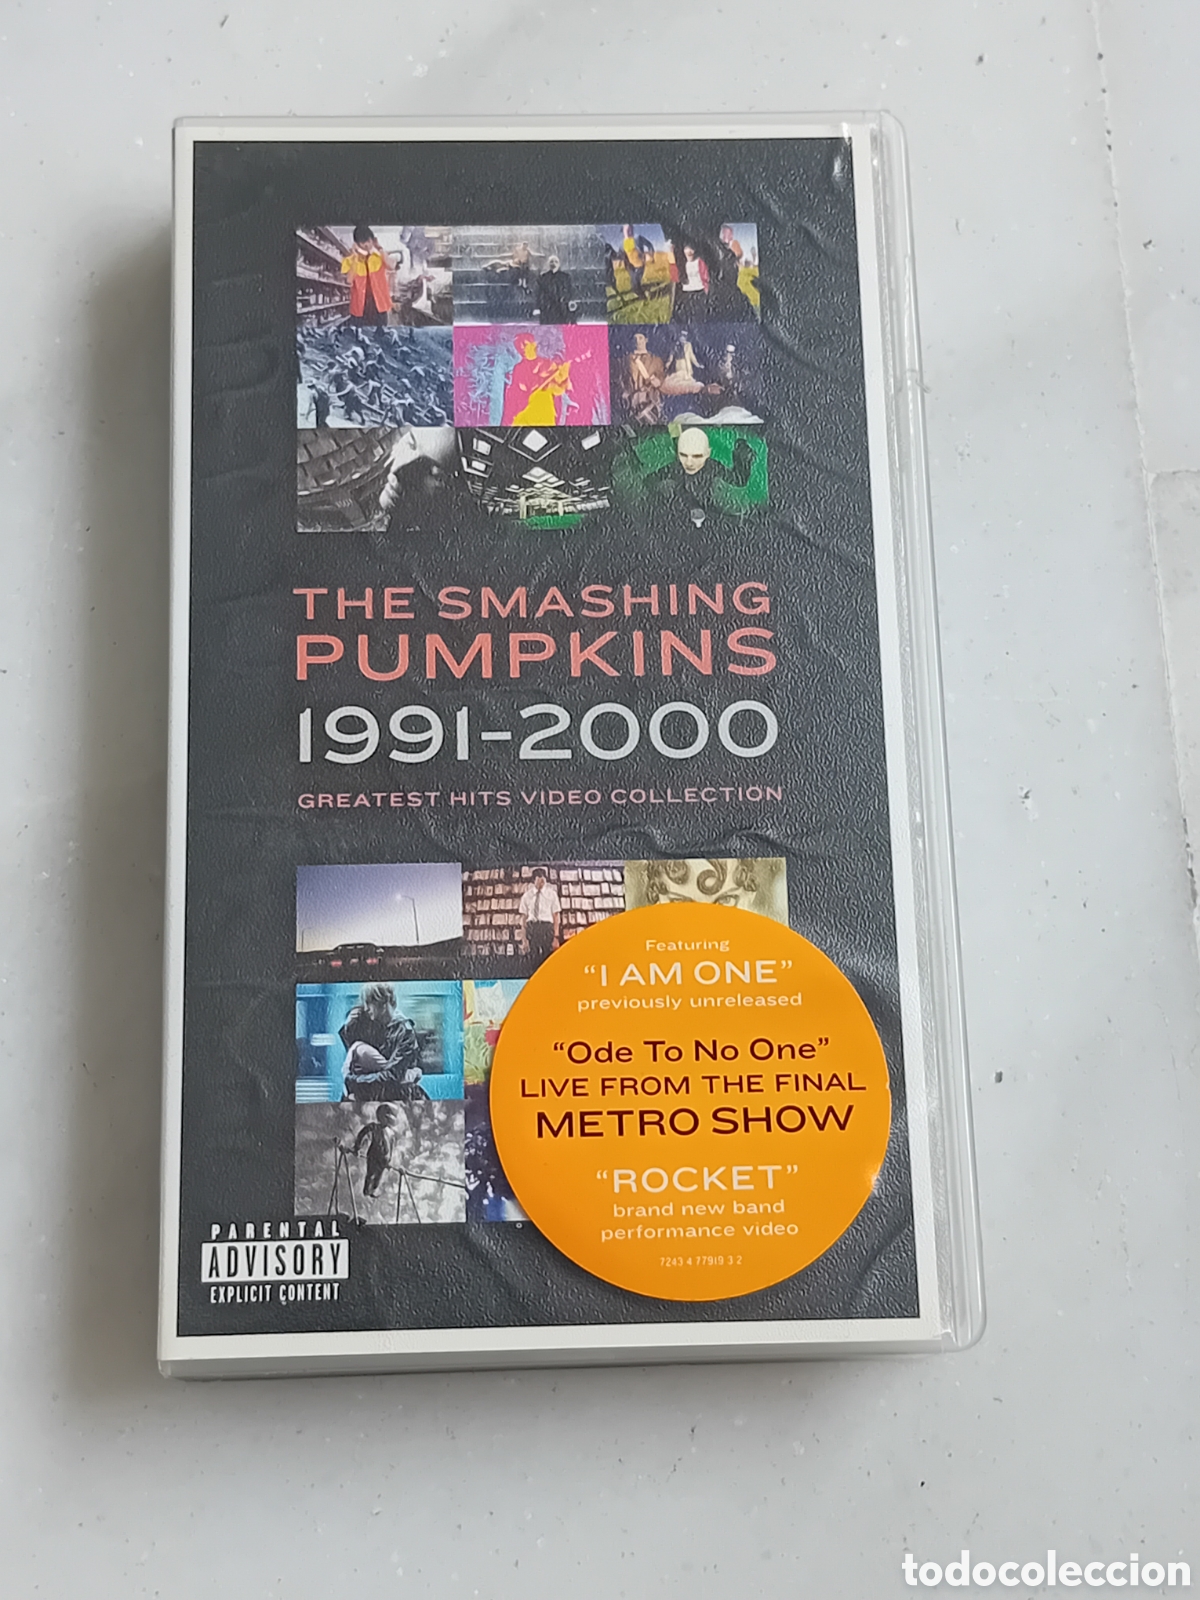 THE SMASHING
PUMPKINS
1991-2000
GREATEST HITS VIDEO COLLECTION
Featuring
"I AM ONE"
previously unreleased
"Ode To No One"
LIVE FROM THE FINAL
METRO SHOW
"ROCKET"
brand new band
performance video
7243 4 77919 3 2
PARENTAL
ADVISORY
EXPLICIT CONTENT
todocoleccion